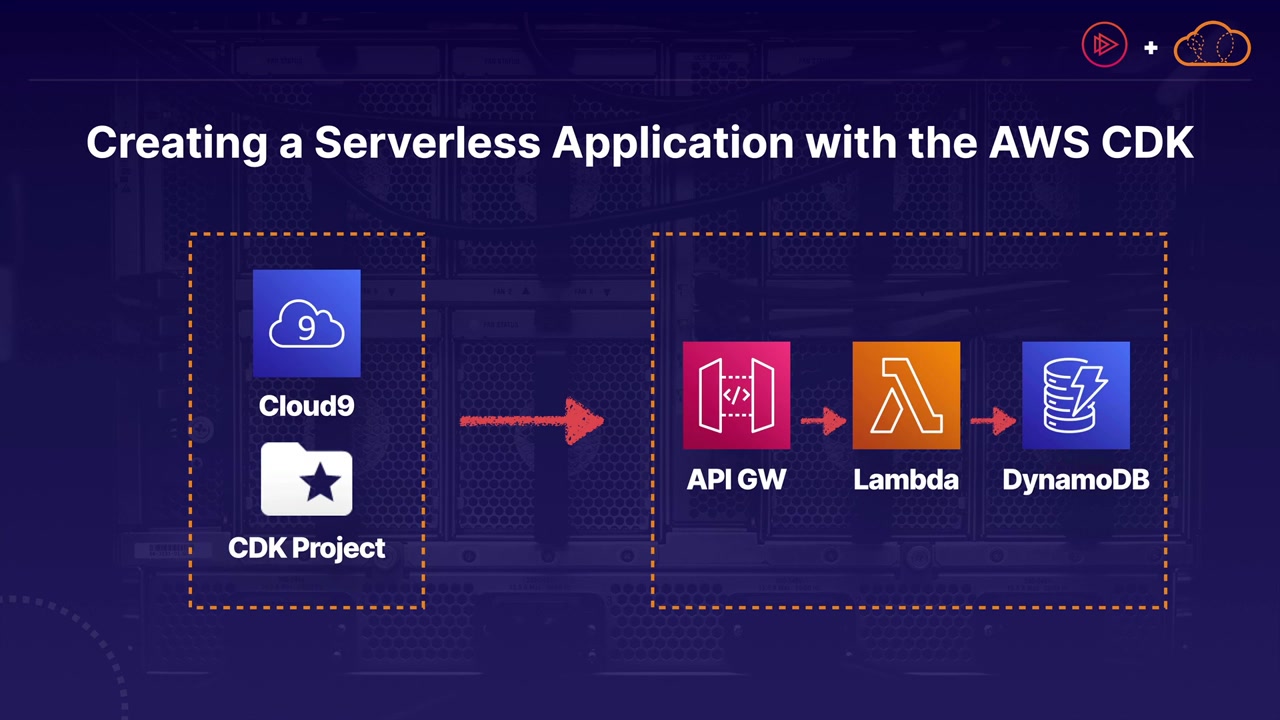 +
Creating a Serverless Application with the AWS CDK
9
Cloud9
CDK Project
</>
API GW
Lambda
DynamoDB